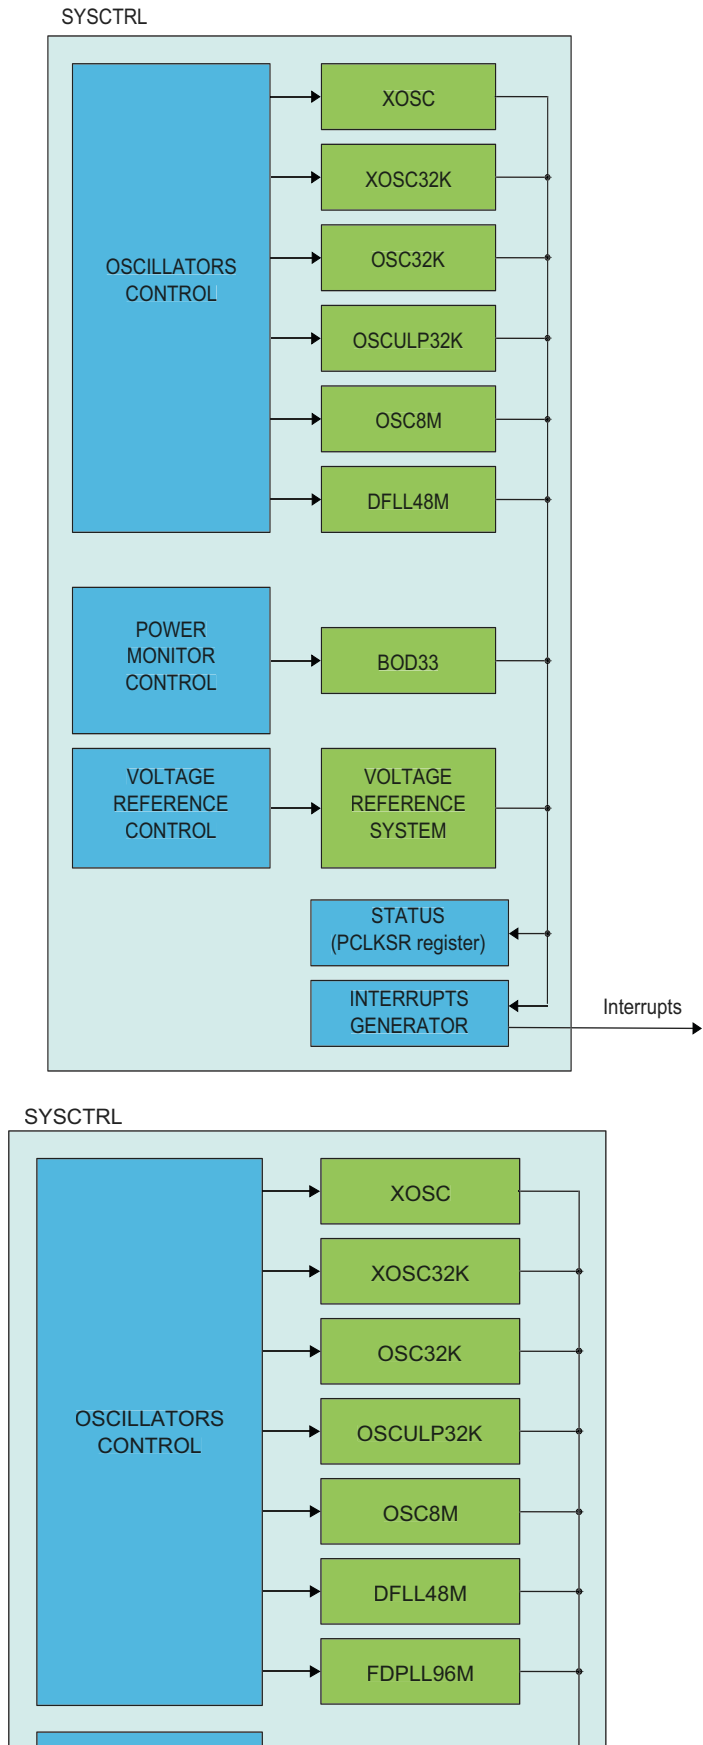 SYSCTRL
XOSC
XOSC32K
OSC32K
OSCILLATORS
CONTROL
OSCULP32K
OSC8M
DFLL48M
POWER
MONITOR
CONTROL
BOD33
VOLTAGE
REFERENCE
CONTROL
VOLTAGE
REFERENCE
SYSTEM
STATUS
(PCLKSR register)
INTERRUPTS
GENERATOR
Interrupts
SYSCTRL
XOSC
XOSC32K
OSC32K
OSCILLATORS
CONTROL
OSCULP32K
OSC8M
DFLL48M
FDPLL96M